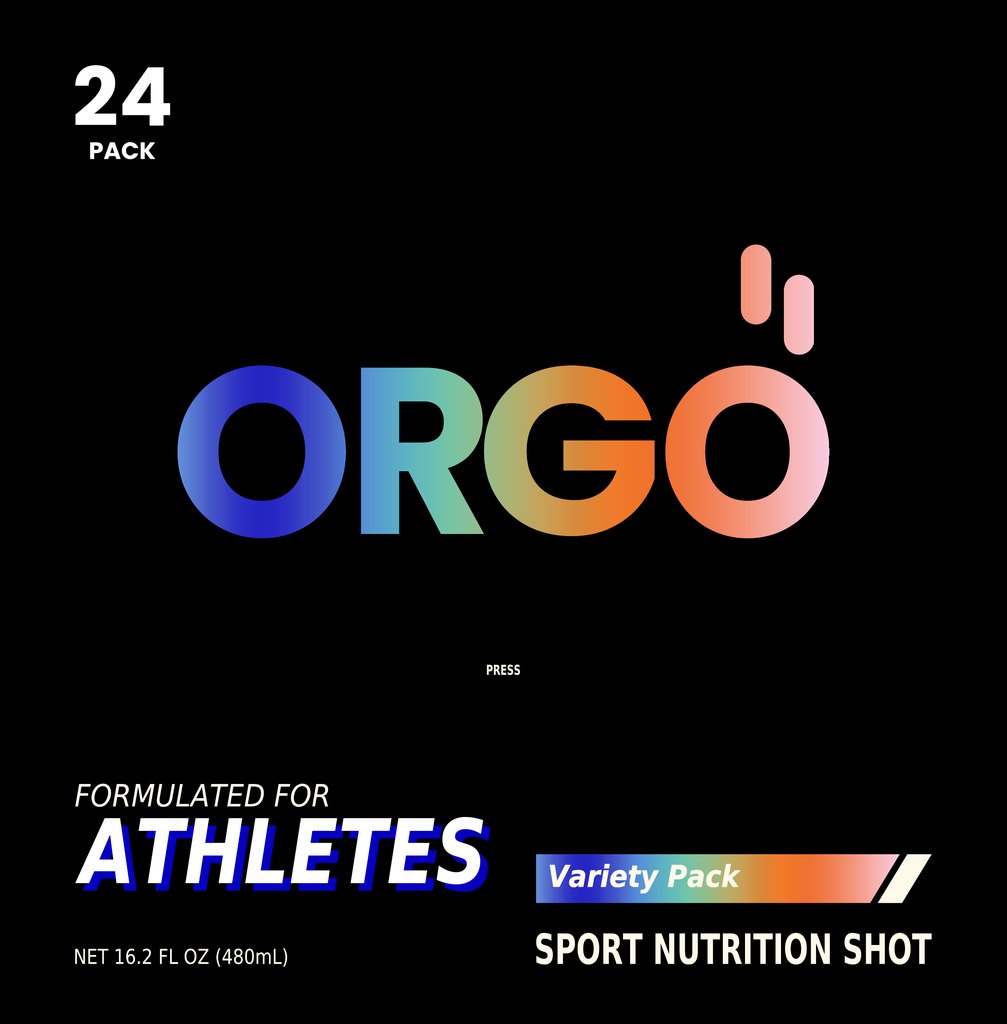 24
PACK
ORGO
PRESS
FORMULATED FOR
ATHLETES
Variety Pack
SPORT NUTRITION SHOT
NET 16.2 FL OZ (480mL)